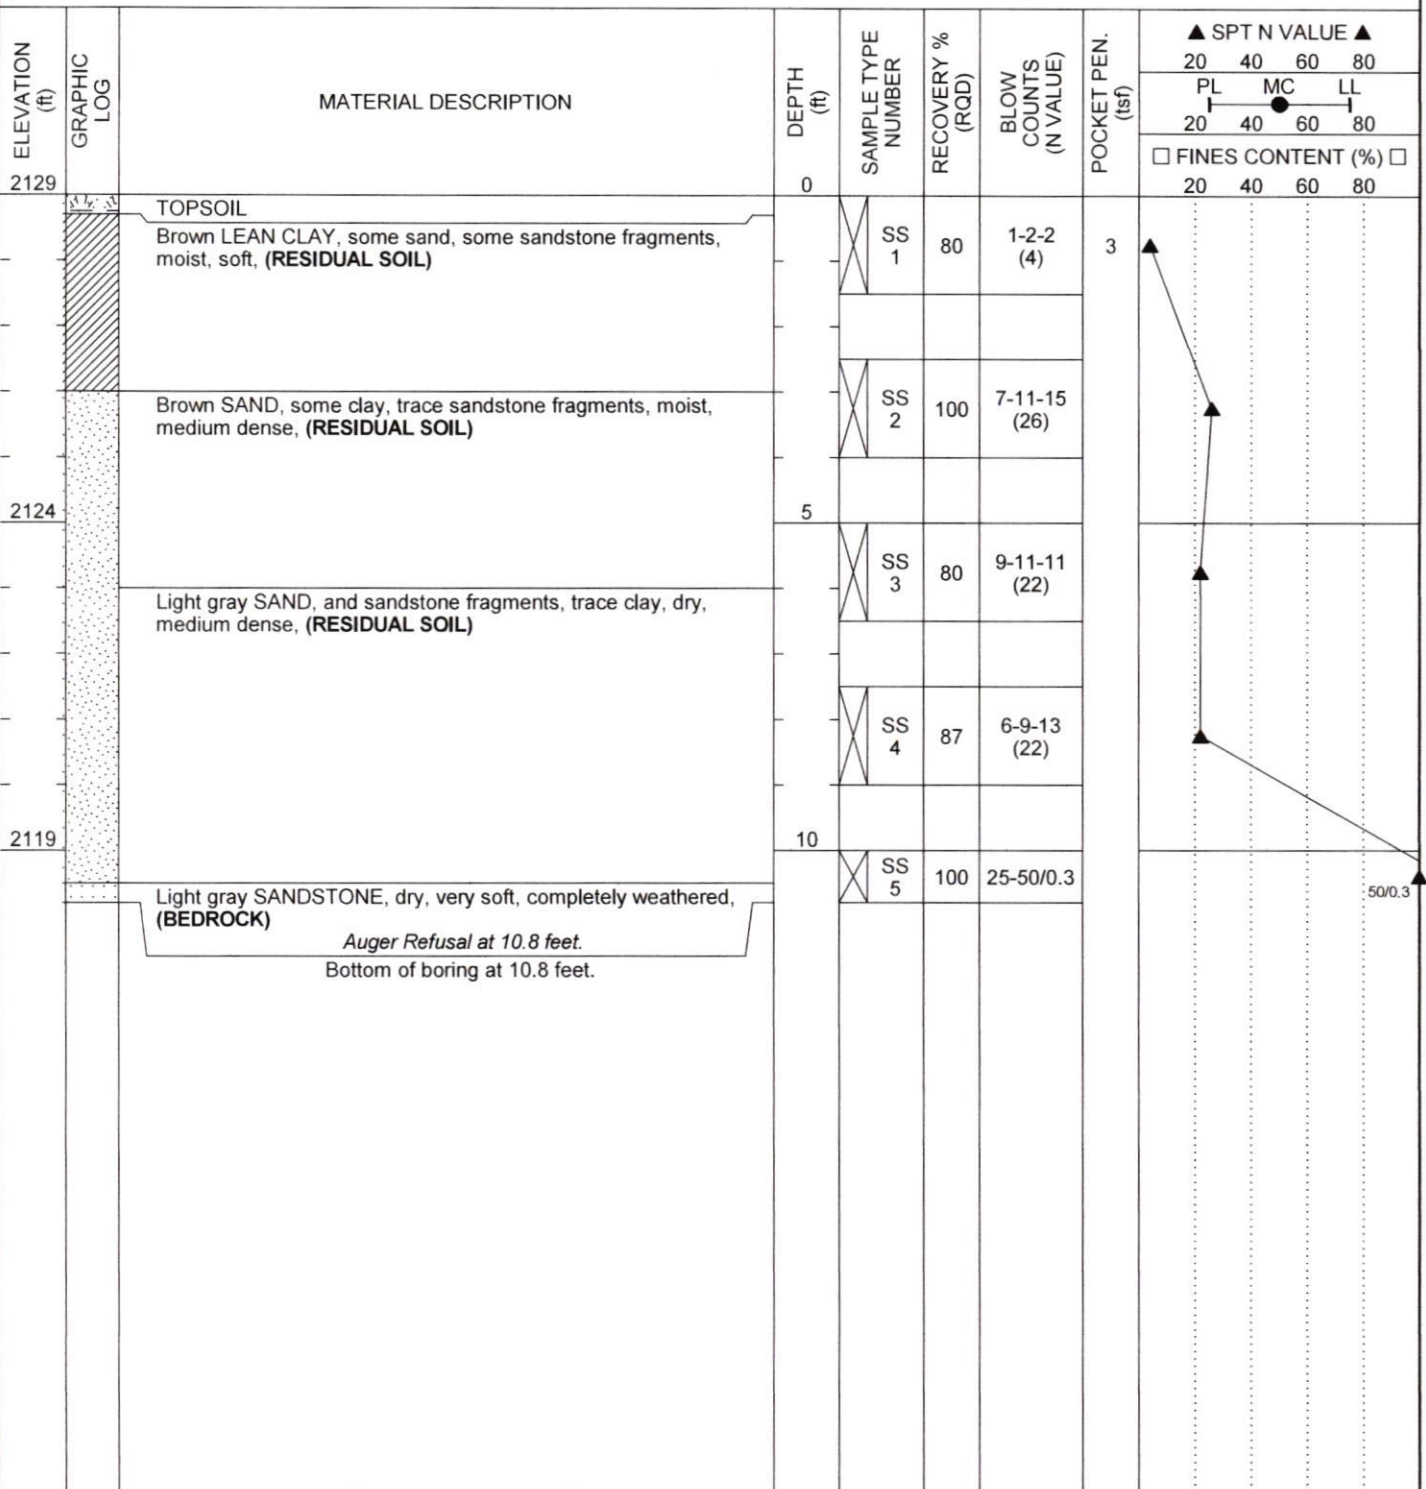 ELEVATION
(ft)
GRAPHIC
LOG
MATERIAL DESCRIPTION
DEPTH
(ft)
SAMPLE TYPE
NUMBER
RECOVERY %
(RQD)
BLOW
COUNTS
(N VALUE)
POCKET PEN.
(tsf)
▲ SPT N VALUE ▲
20 40 60 80
PL MC LL
20 40 60 80
□ FINES CONTENT (%) □
20 40 60 80
2129
0
TOPSOIL
Brown LEAN CLAY, some sand, some sandstone fragments,
moist, soft, (RESIDUAL SOIL)
SS
1
80
1-2-2
(4)
3
Brown SAND, some clay, trace sandstone fragments, moist,
medium dense, (RESIDUAL SOIL)
SS
2
100
7-11-15
(26)
2124
5
SS
3
80
9-11-11
(22)
Light gray SAND, and sandstone fragments, trace clay, dry,
medium dense, (RESIDUAL SOIL)
SS
4
87
6-9-13
(22)
2119
10
SS
5
100
25-50/0.3
50/0.3
Light gray SANDSTONE, dry, very soft, completely weathered,
(BEDROCK)
Auger Refusal at 10.8 feet.
Bottom of boring at 10.8 feet.